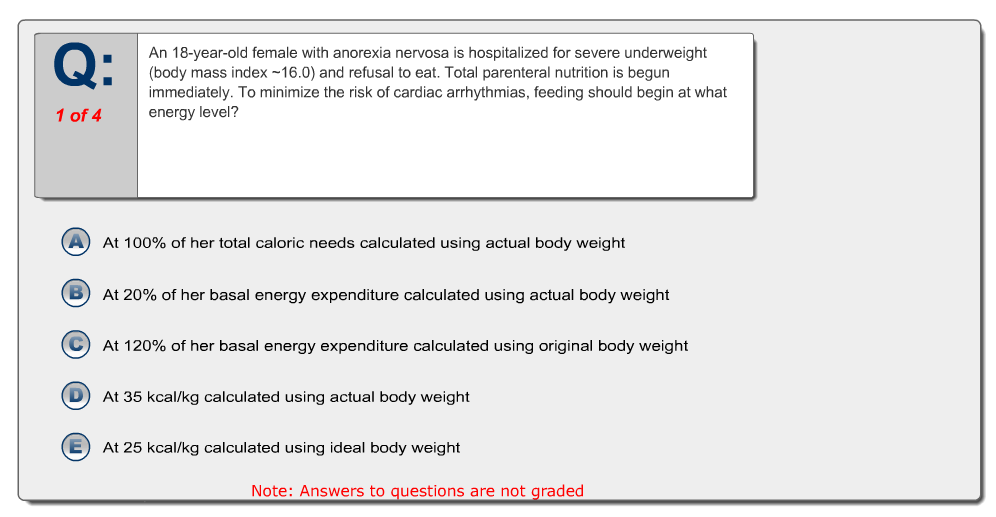 Q:
1 of 4
An 18-year-old female with anorexia nervosa is hospitalized for severe underweight
(body mass index ~16.0) and refusal to eat. Total parenteral nutrition is begun
immediately. To minimize the risk of cardiac arrhythmias, feeding should begin at what
energy level?
A At 100% of her total caloric needs calculated using actual body weight
B At 20% of her basal energy expenditure calculated using actual body weight
C At 120% of her basal energy expenditure calculated using original body weight
D At 35 kcal/kg calculated using actual body weight
E At 25 kcal/kg calculated using ideal body weight
Note: Answers to questions are not graded